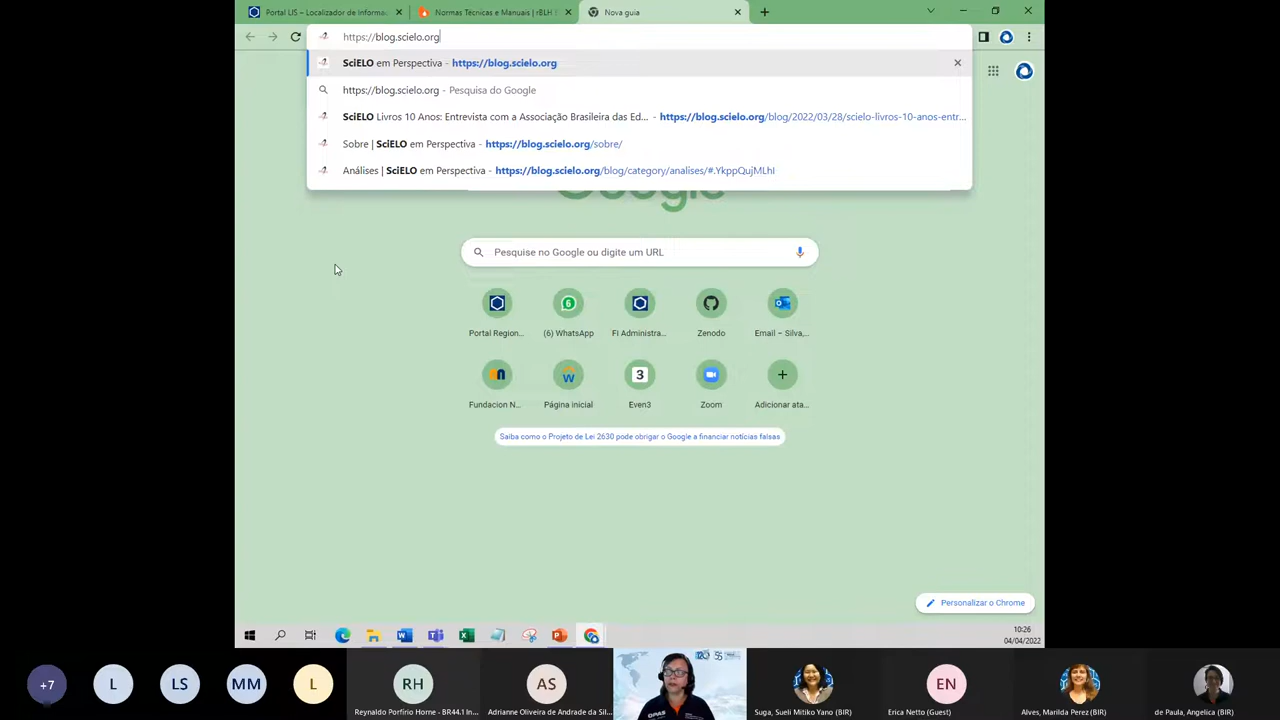 Portal LIS – Localizador de Informaç
Normas Técnicas e Manuais | rBLH
Nova guia
https://blog.scielo.org
SciELO em Perspectiva - https://blog.scielo.org
https://blog.scielo.org - Pesquisa do Google
SciELO Livros 10 Anos: Entrevista com a Associação Brasileira das Ed... - https://blog.scielo.org/blog/2022/03/28/scielo-livros-10-anos-entr...
Sobre | SciELO em Perspectiva - https://blog.scielo.org/sobre/
Análises | SciELO em Perspectiva - https://blog.scielo.org/blog/category/analises/#.YkppQujMLhI
Google
Pesquise no Google ou digite um URL
Portal Region...
(6) WhatsApp
FI Administra...
Zenodo
Email – Silva,...
Fundacion N...
Página inicial
Even3
Zoom
Adicionar ata...
Saiba como o Projeto de Lei 2630 pode obrigar o Google a financiar notícias falsas
Personalizar o Chrome
10:26
04/04/2022
+7
L
LS
MM
L
RH
AS
EN
Reynaldo Porfírio Horne - BR44.1 In...
Adrianne Oliveira de Andrade da Sil...
OPAS
Suga, Sueli Mitiko Yano (BIR)
Erica Netto (Guest)
Alves, Marilda Perez (BIR)
de Paula, Angelica (BIR)